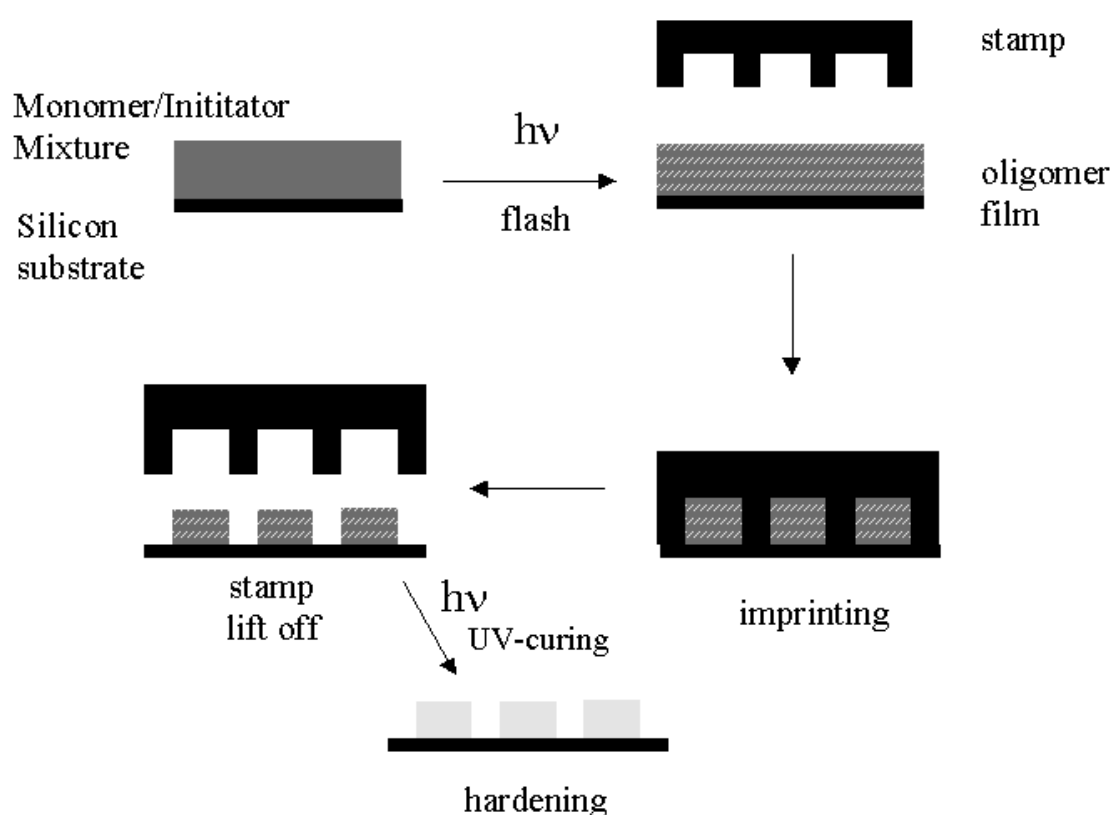 stamp
Monomer/Inititator
Mixture
hν
flash
oligomer
film
Silicon
substrate
stamp
lift off
hν
UV-curing
imprinting
hardening